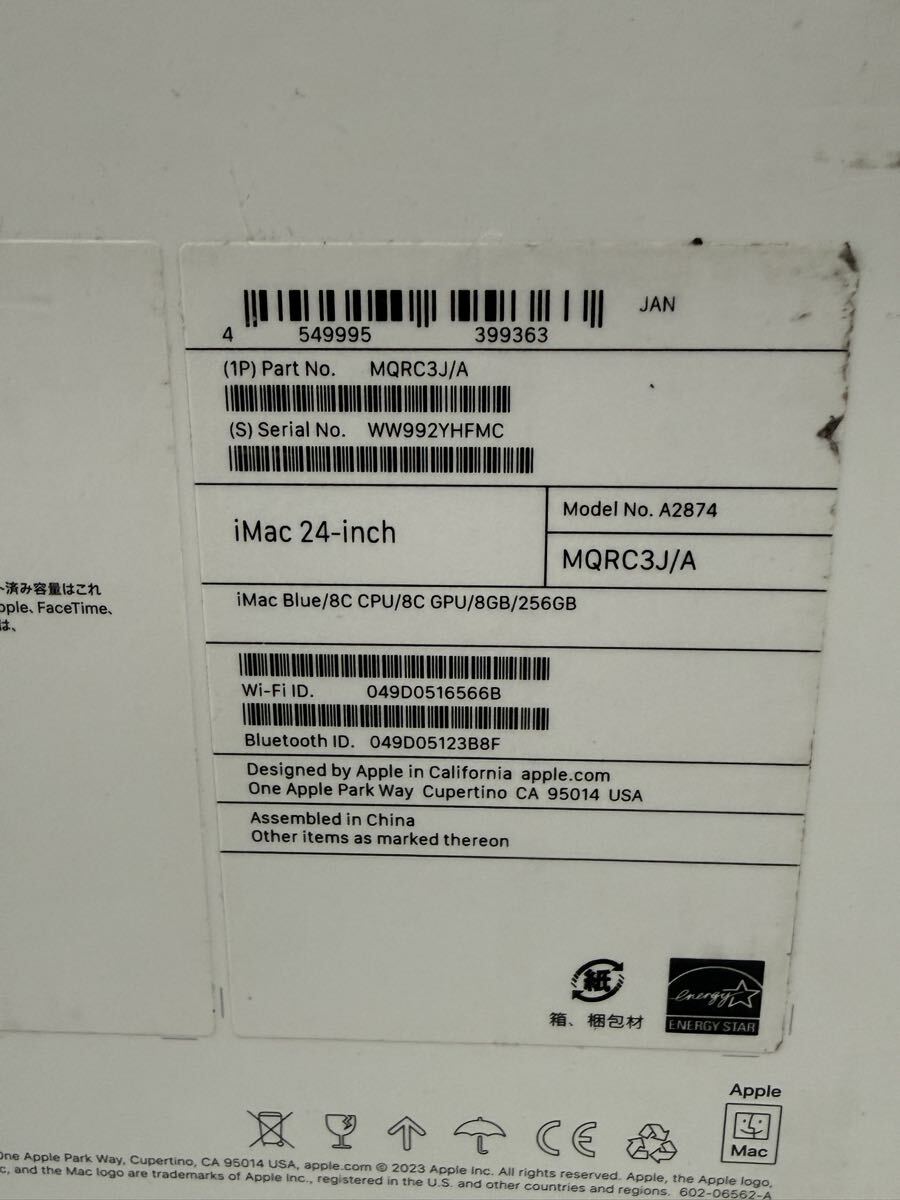 JAN
4 549995 399363
(1P) Part No. MQRC3J/A
(S) Serial No. WW992YHFMC
iMac 24-inch
Model No. A2874
MQRC3J/A
iMac Blue/8C CPU/8C GPU/8GB/256GB
Wi-Fi ID. 049D0516566B
Bluetooth ID. 049D05123B8F
Designed by Apple in California apple.com
One Apple Park Way Cupertino CA 95014 USA
Assembled in China
Other items as marked thereon
済み容量はこれ
pple、FaceTime、
は、
紙
箱、梱包材
energy
ENERGY STAR
Apple
Mac
CE
One Apple Park Way, Cupertino, CA 95014 USA, apple.com © 2023 Apple Inc. All rights reserved. Apple, the Apple logo,
c, and the Mac logo are trademarks of Apple Inc., registered in the U.S. and other countries and regions. 602-06562-A